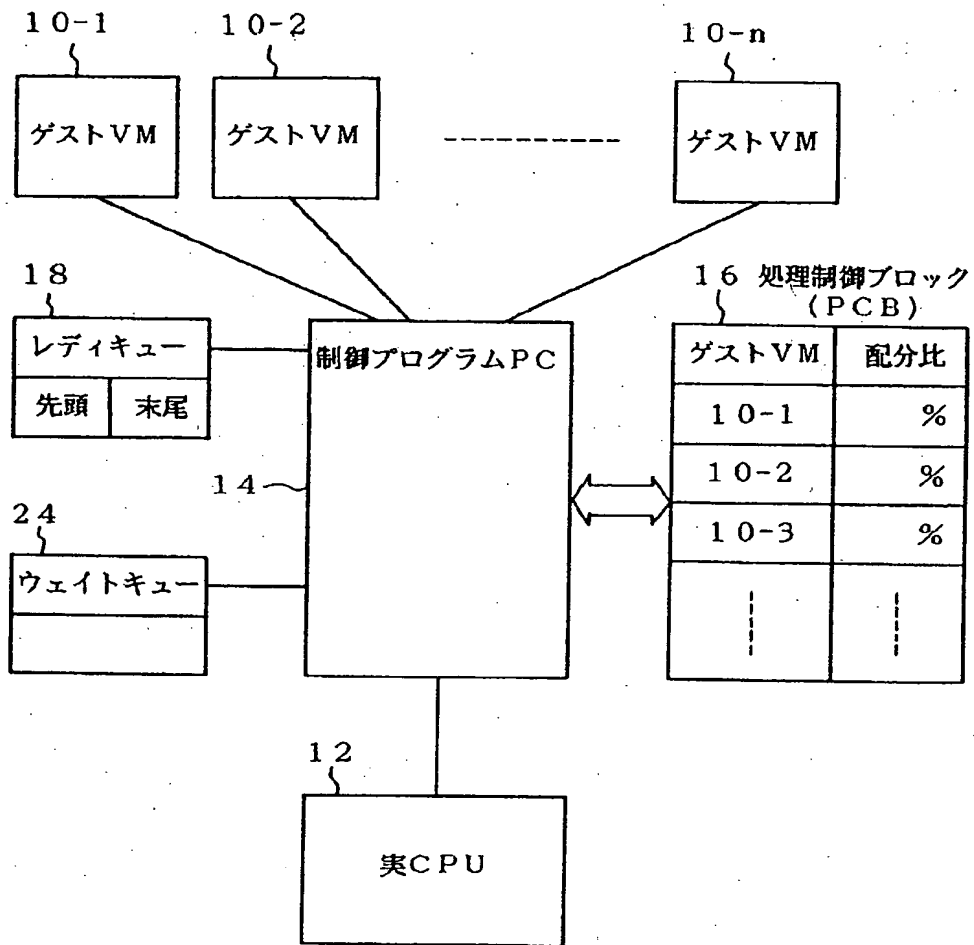 10-1
10-2
10-n
ゲストVM
ゲストVM
ゲストVM
18
レディキュー
先頭 末尾
制御プログラムPC
14
16 処理制御ブロック
(PCB)
ゲストVM 配分比
10-1 %
10-2 %
10-3 %
24
ウェイトキュー
12
実CPU